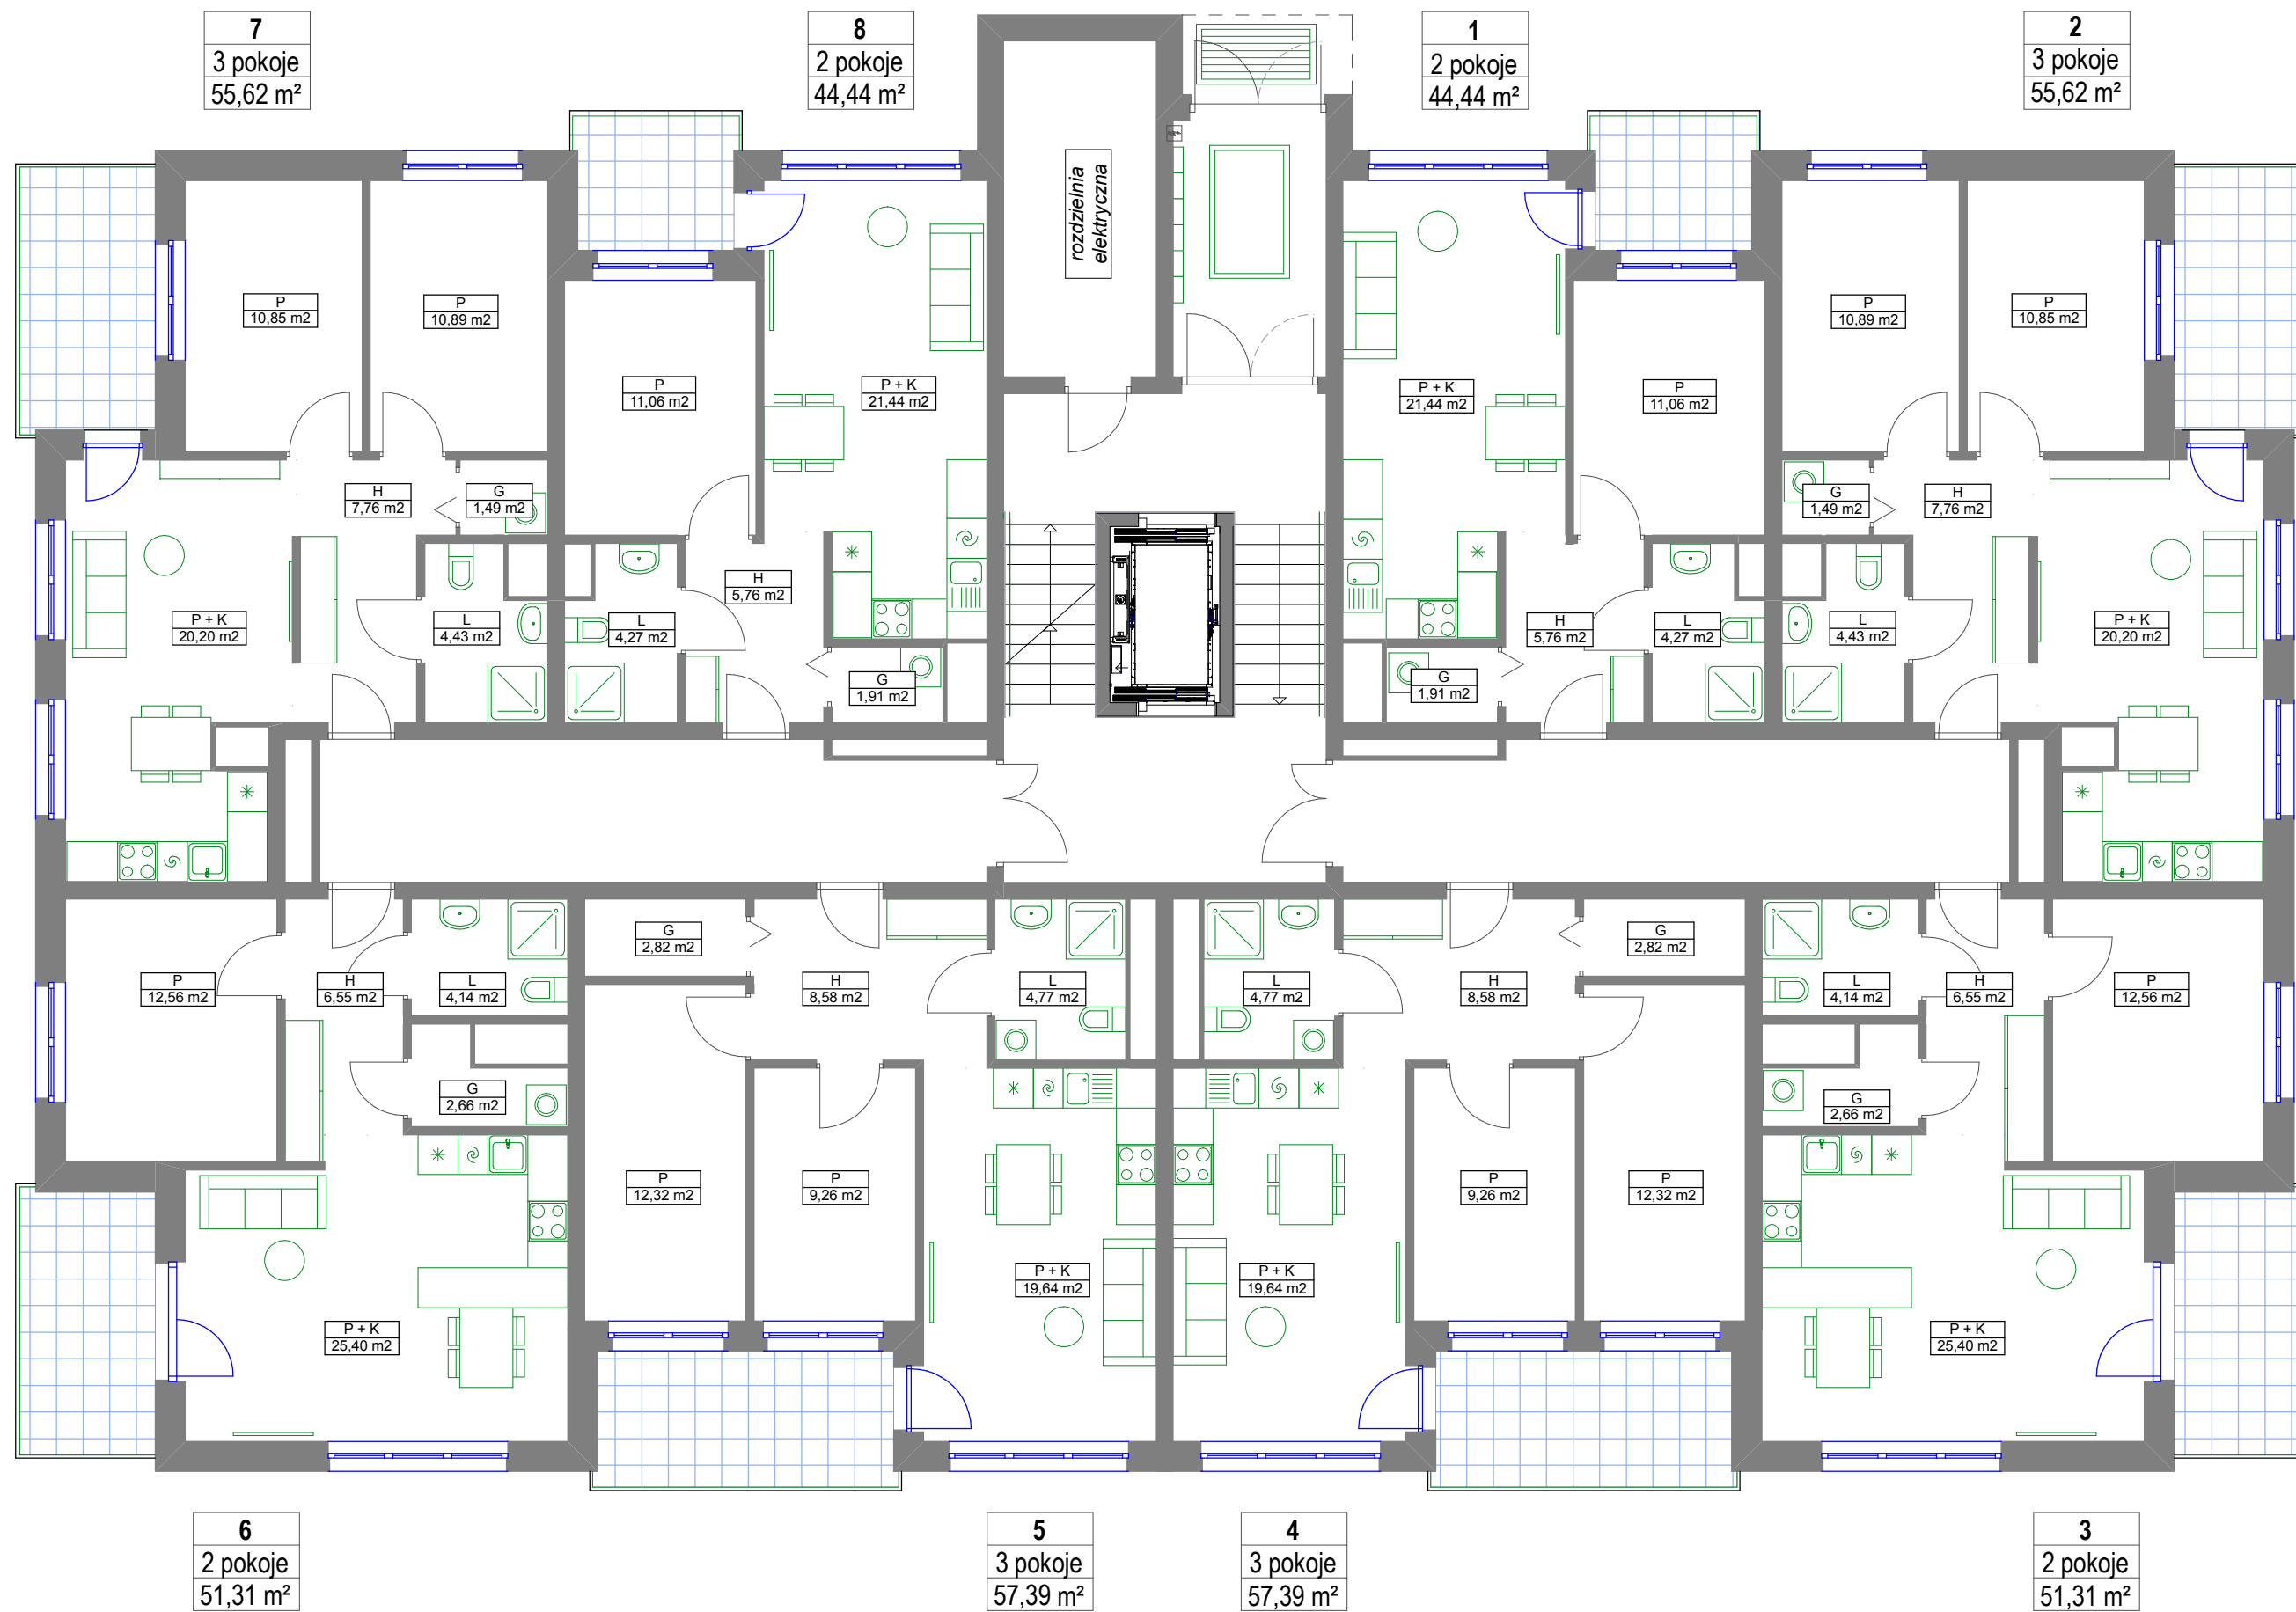 7
3 pokoje
55,62 m²
8
2 pokoje
44,44 m²
1
2 pokoje
44,44 m²
2
3 pokoje
55,62 m²
rozdzielnia
elektryczna
P
10,85 m2
P
10,89 m2
P
11,06 m2
P + K
21,44 m2
P + K
21,44 m2
P
11,06 m2
P
10,89 m2
P
10,85 m2
H
7,76 m2
G
1,49 m2
G
1,49 m2
H
7,76 m2
P + K
20,20 m2
L
4,43 m2
L
4,27 m2
H
5,76 m2
G
1,91 m2
G
1,91 m2
H
5,76 m2
L
4,27 m2
L
4,43 m2
P + K
20,20 m2
P
12,56 m2
H
6,55 m2
L
4,14 m2
G
2,82 m2
H
8,58 m2
L
4,77 m2
L
4,77 m2
H
8,58 m2
G
2,82 m2
L
4,14 m2
H
6,55 m2
P
12,56 m2
G
2,66 m2
G
2,66 m2
P
12,32 m2
P
9,26 m2
P
9,26 m2
P
12,32 m2
P + K
25,40 m2
P + K
19,64 m2
P + K
19,64 m2
P + K
25,40 m2
6
2 pokoje
51,31 m²
5
3 pokoje
57,39 m²
4
3 pokoje
57,39 m²
3
2 pokoje
51,31 m²